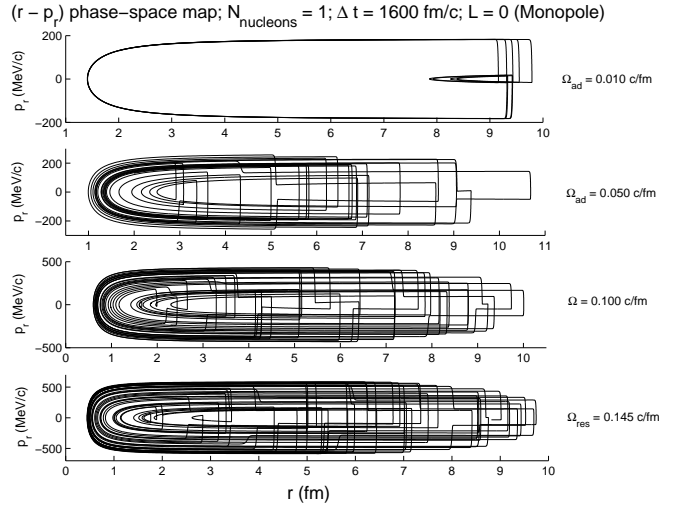 (r − p_r) phase−space map; N_nucleons = 1; Δ t = 1600 fm/c; L = 0 (Monopole)
200
0
−200
p_r (MeV/c)
1 2 3 4 5 6 7 8 9 10
Ω_ad = 0.010 c/fm
200
0
−200
p_r (MeV/c)
1 2 3 4 5 6 7 8 9 10 11
Ω_ad = 0.050 c/fm
500
0
−500
p_r (MeV/c)
0 1 2 3 4 5 6 7 8 9 10
Ω = 0.100 c/fm
500
0
−500
p_r (MeV/c)
0 1 2 3 4 5 6 7 8 9 10
Ω_res = 0.145 c/fm
r (fm)